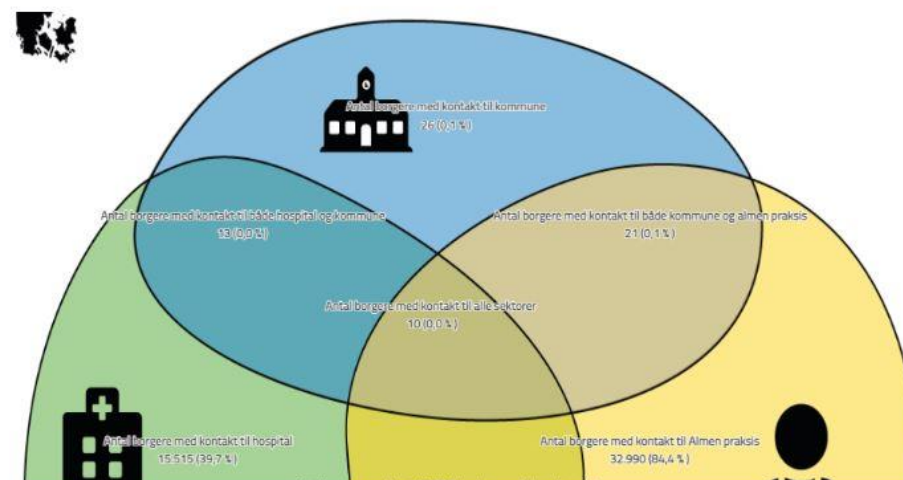 Antal borgere med kontakt til kommune
26 (0,1 %)
Antal borgere med kontakt til både hospital og kommune
13 (0,0 %)
Antal borgere med kontakt til både kommune og almen praksis
21 (0,1 %)
Antal borgere med kontakt til alle sektorer
10 (0,0 %)
Antal borgere med kontakt til hospital
15.515 (39,7 %)
Antal borgere med kontakt til Almen praksis
32.990 (84,4 %)